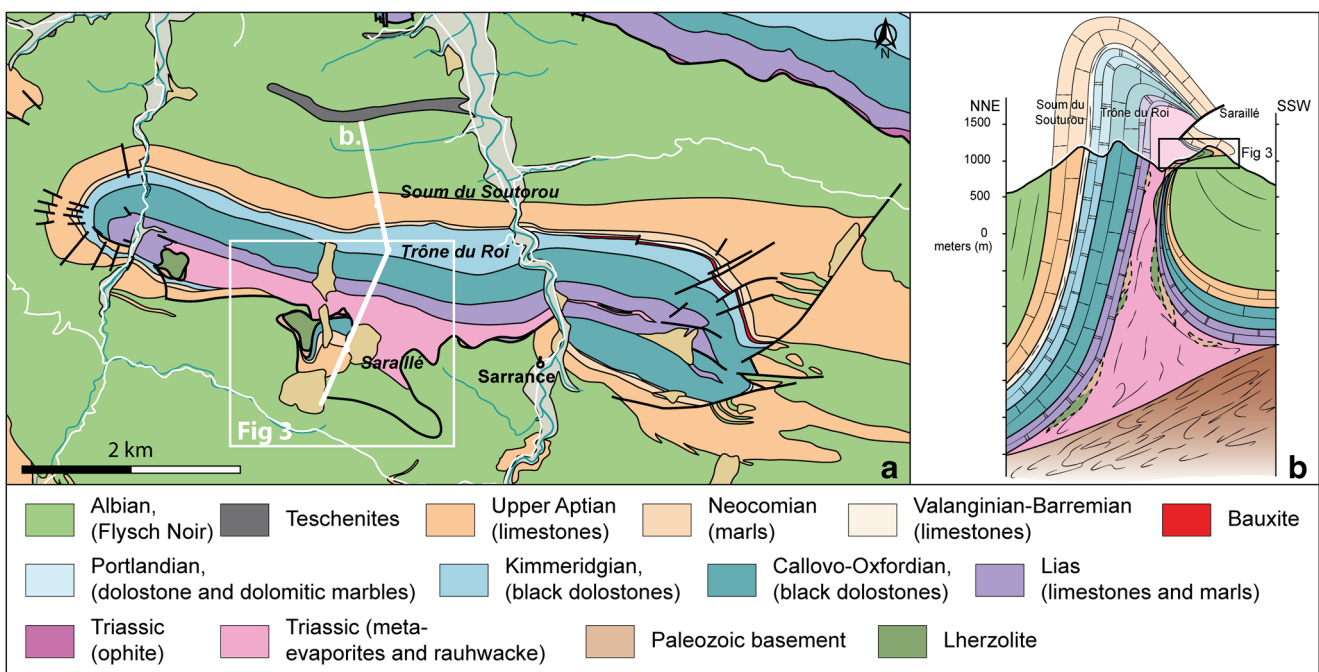 N
b.
Soum du Soutorou
Trône du Roi
Saraillé
Sarrance
Fig 3
2 km
a
NNE
SSW
Soum du
Souturou
Trône du Roi
Saraillé
1500
1000
500
0
meters (m)
Fig 3
b
Albian,
(Flysch Noir)
Teschenites
Upper Aptian
(limestones)
Neocomian
(marls)
Valanginian-Barremian
(limestones)
Bauxite
Portlandian,
(dolostone and dolomitic marbles)
Kimmeridgian,
(black dolostones)
Callovo-Oxfordian,
(black dolostones)
Lias
(limestones and marls)
Triassic
(ophite)
Triassic (meta-
evaporites and rauhwacke)
Paleozoic basement
Lherzolite